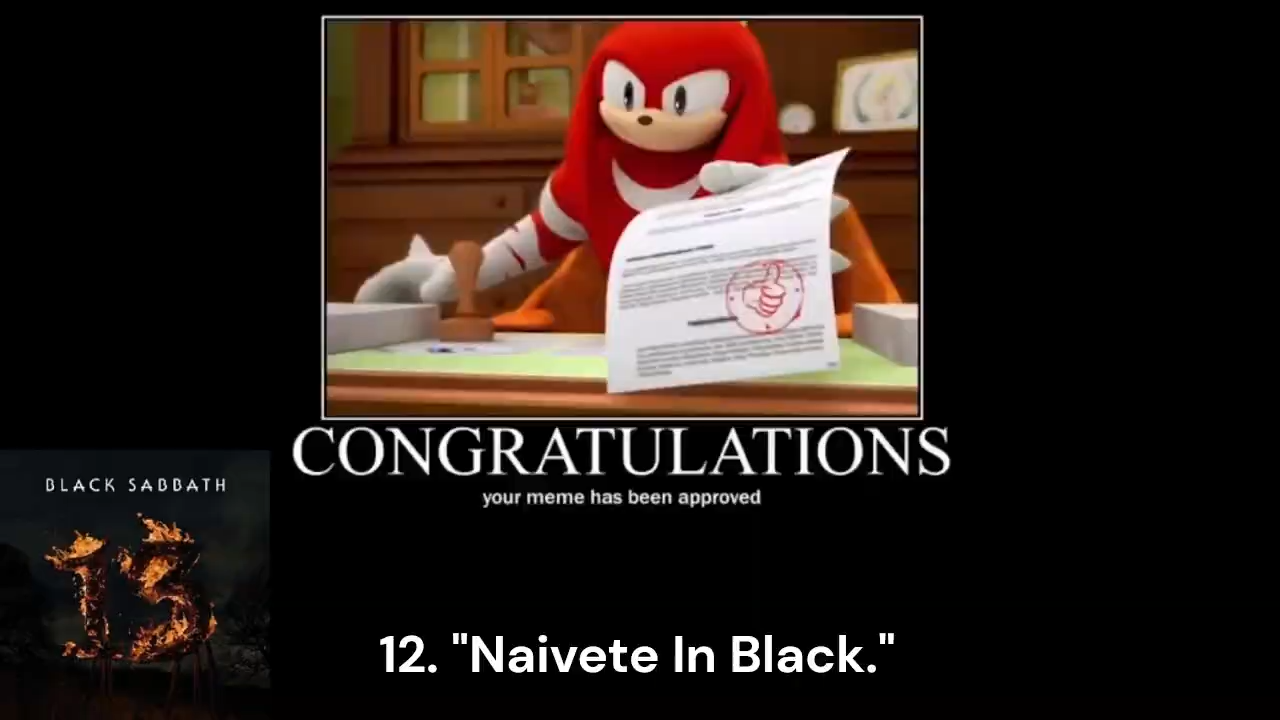 CONGRATULATIONS
your meme has been approved
BLACK SABBATH
13
12. "Naivete In Black."